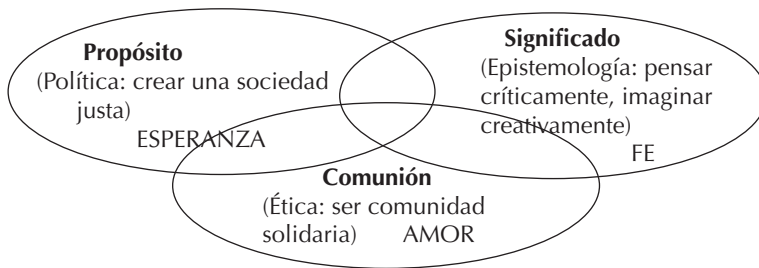 Propósito
(Política: crear una sociedad
justa)
ESPERANZA
Significado
(Epistemología: pensar
críticamente, imaginar
creativamente)
FE
Comunión
(Ética: ser comunidad
solidaria) AMOR